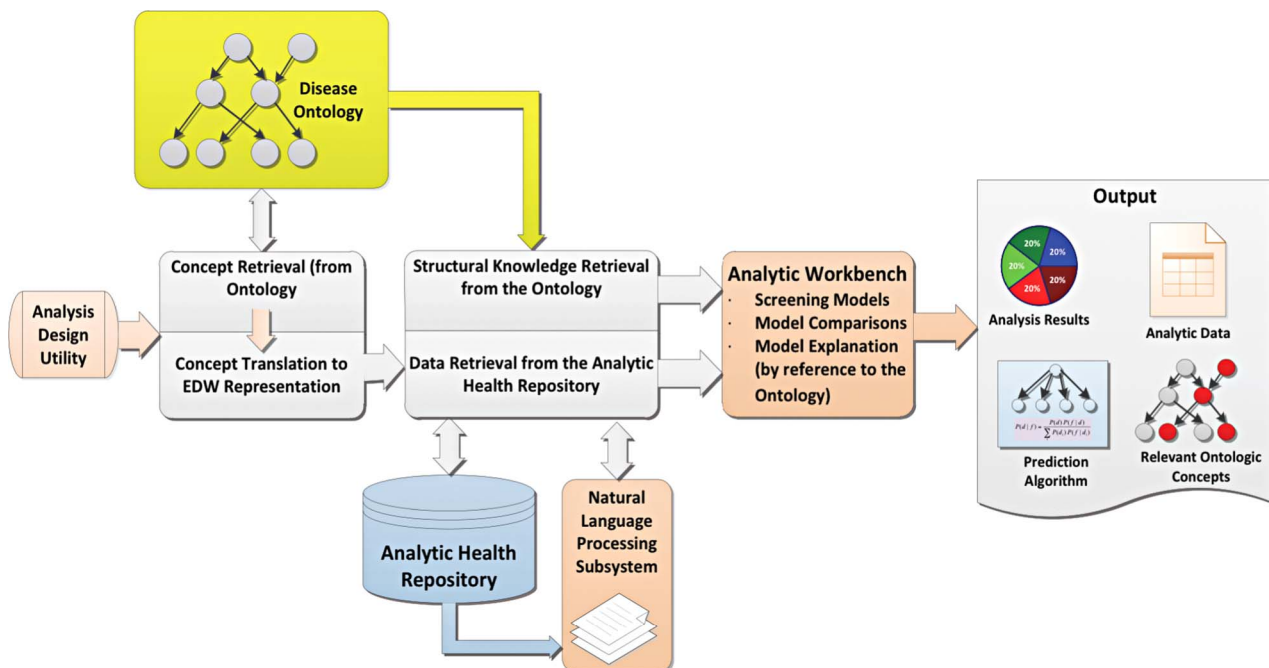 Disease
Ontology
Concept Retrieval (from
Ontology)
Concept Translation to
EDW Representation
Analysis
Design
Utility
Structural Knowledge Retrieval
from the Ontology
Data Retrieval from the Analytic
Health Repository
Analytic Workbench
· Screening Models
· Model Comparisons
· Model Explanation
(by reference to the
Ontology)
Analytic Health
Repository
Natural
Language
Processing
Subsystem
Output
20%
20%
20%
20%
20%
Analysis Results
Analytic Data
P(d | f) = P(d) P(f | d) / ∑ P(dᵢ) P(f | dᵢ)
Prediction
Algorithm
Relevant Ontologic
Concepts